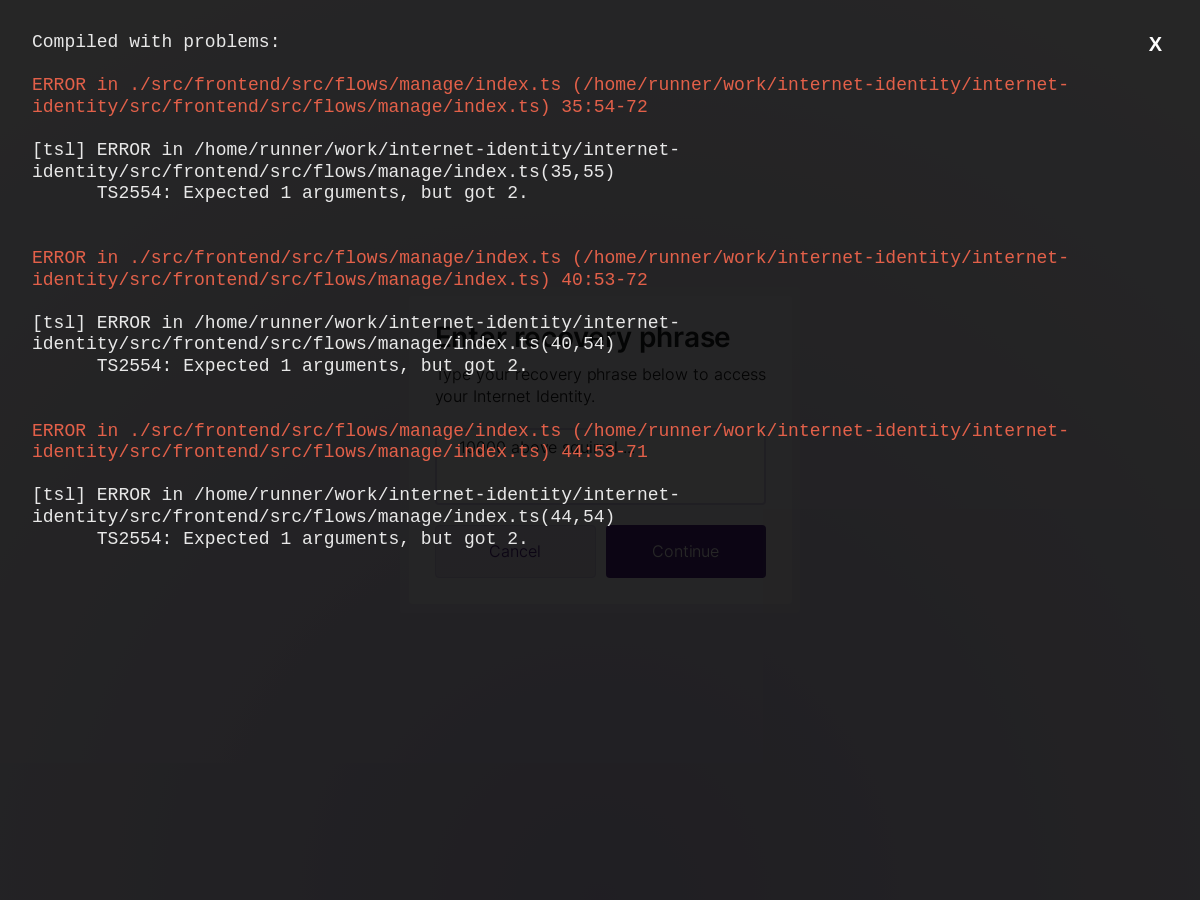 Compiled with problems:
X
ERROR in ./src/frontend/src/flows/manage/index.ts (/home/runner/work/internet-identity/internet-
identity/src/frontend/src/flows/manage/index.ts) 35:54-72
[tsl] ERROR in /home/runner/work/internet-identity/internet-
identity/src/frontend/src/flows/manage/index.ts(35,55)
TS2554: Expected 1 arguments, but got 2.
ERROR in ./src/frontend/src/flows/manage/index.ts (/home/runner/work/internet-identity/internet-
identity/src/frontend/src/flows/manage/index.ts) 40:53-72
[tsl] ERROR in /home/runner/work/internet-identity/internet-
identity/src/frontend/src/flows/manage/index.ts(40,54)
TS2554: Expected 1 arguments, but got 2.
Enter recovery phrase
Type your recovery phrase below to access
your Internet Identity.
ERROR in ./src/frontend/src/flows/manage/index.ts (/home/runner/work/internet-identity/internet-
identity/src/frontend/src/flows/manage/index.ts) 44:53-71
[tsl] ERROR in /home/runner/work/internet-identity/internet-
identity/src/frontend/src/flows/manage/index.ts(44,54)
TS2554: Expected 1 arguments, but got 2.
Cancel
Continue